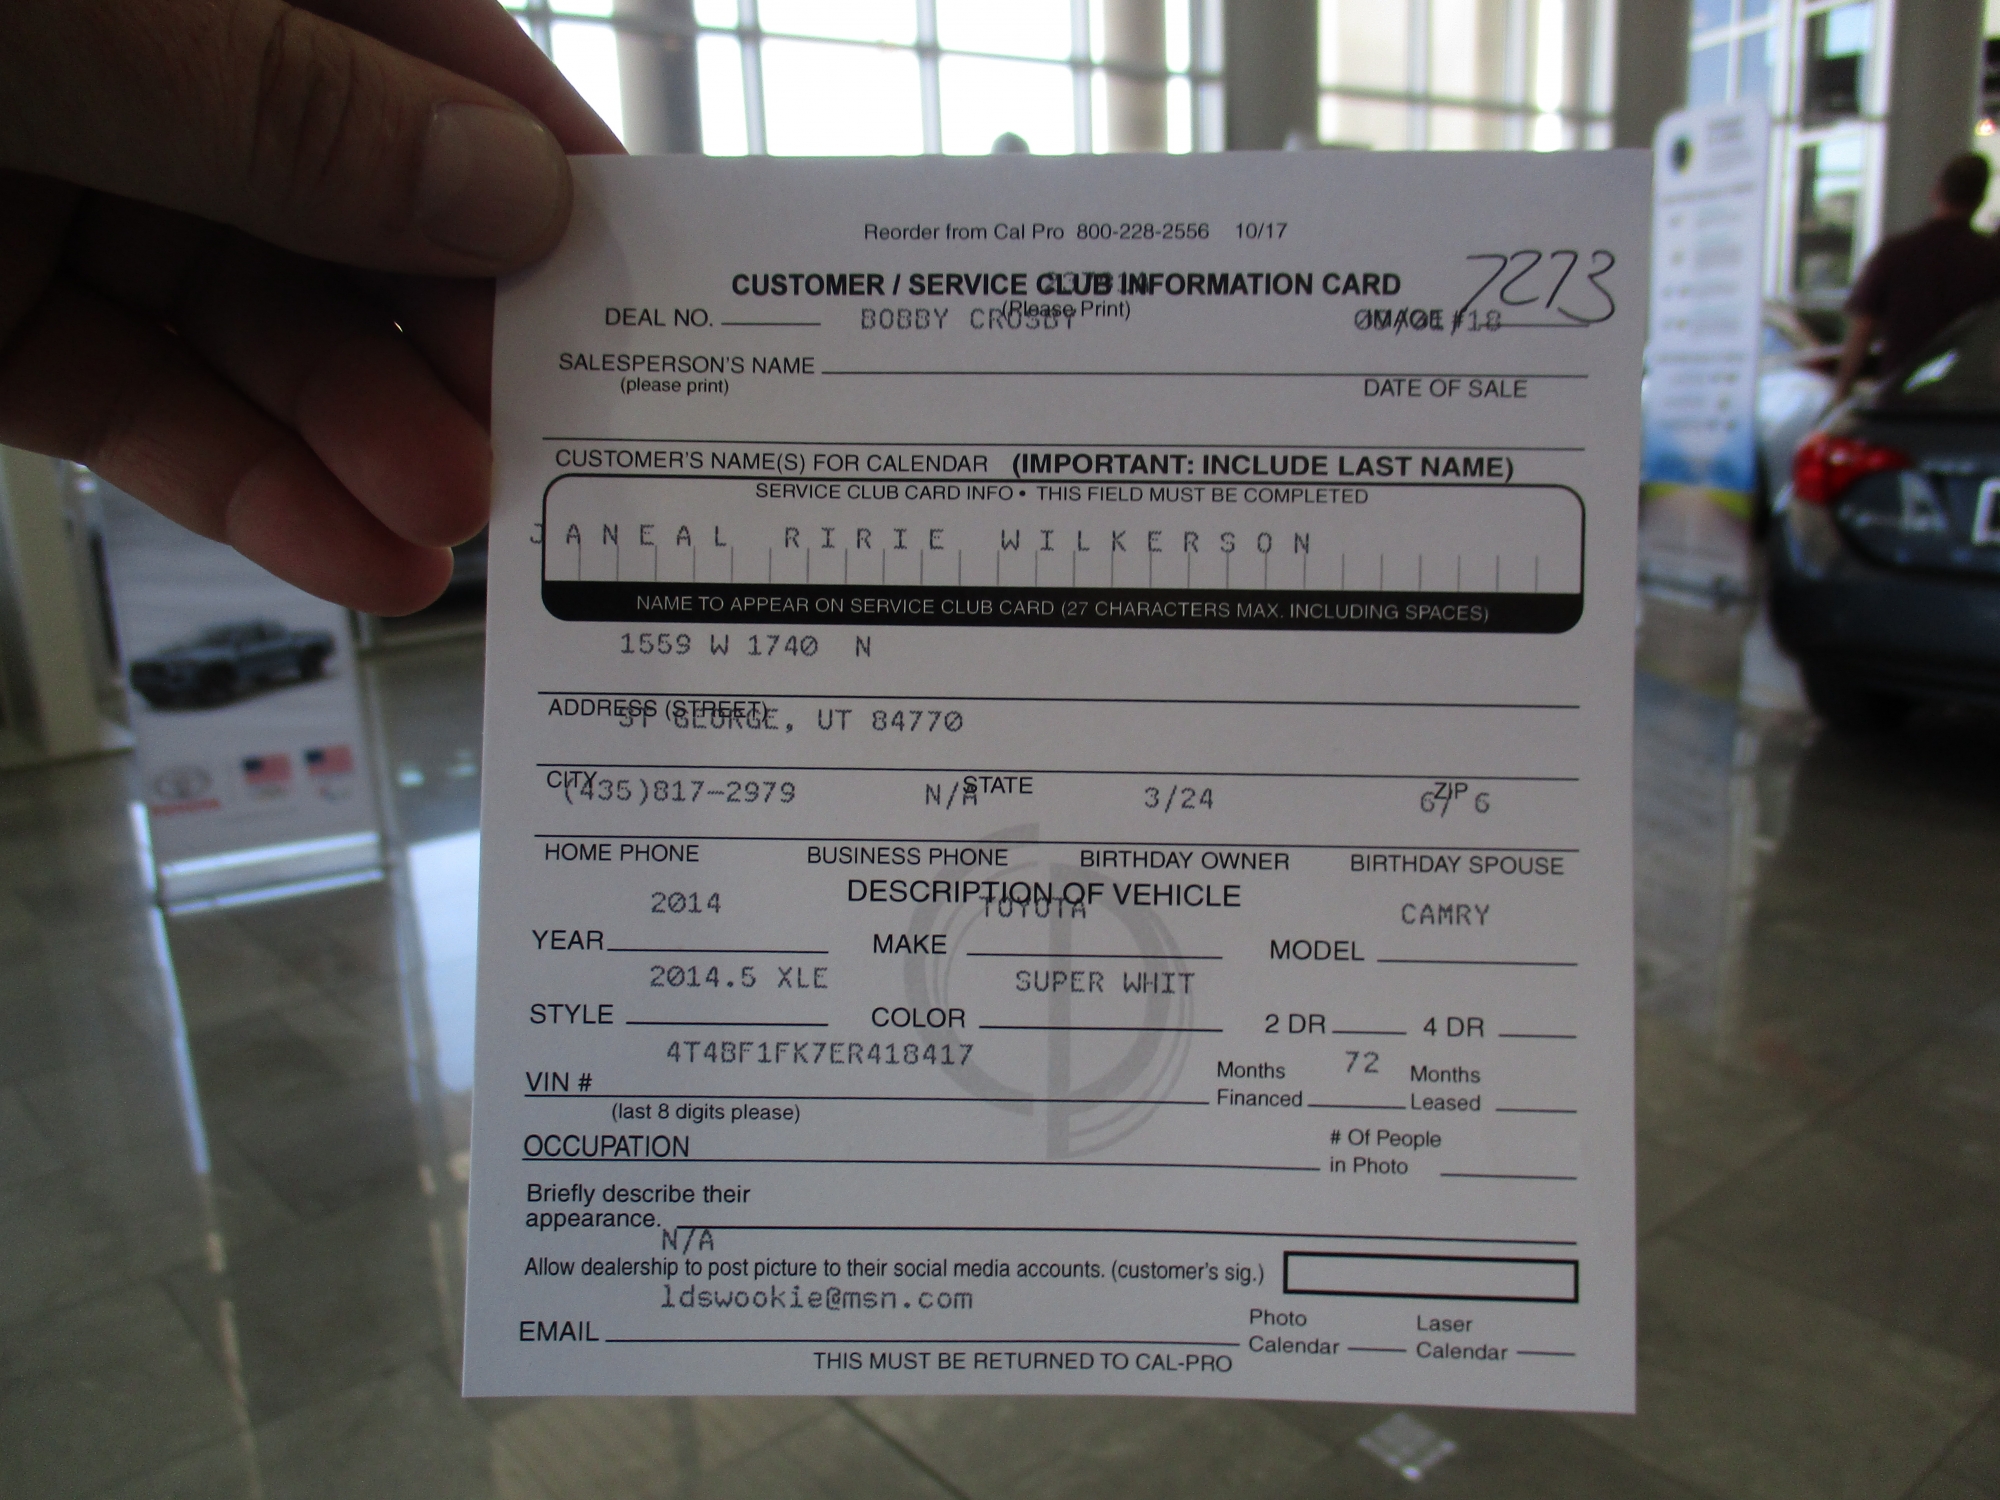 Reorder from Cal Pro 800-228-2556 10/17
CUSTOMER / SERVICE CLUB INFORMATION CARD
7273
(Please Print)
DEAL NO. BOBBY CROSBY IMAGE #
SALESPERSON'S NAME
(please print) DATE OF SALE
CUSTOMER'S NAME(S) FOR CALENDAR (IMPORTANT: INCLUDE LAST NAME)
SERVICE CLUB CARD INFO • THIS FIELD MUST BE COMPLETED
JANEAL RIRIE WILKERSON
NAME TO APPEAR ON SERVICE CLUB CARD (27 CHARACTERS MAX. INCLUDING SPACES)
1559 W 1740 N
ADDRESS (STREET)
ST GEORGE, UT 84770
CITY STATE ZIP
(435)817-2979 N/A 3/24 6/ 6
HOME PHONE BUSINESS PHONE BIRTHDAY OWNER BIRTHDAY SPOUSE
DESCRIPTION OF VEHICLE
2014 TOYOTA CAMRY
YEAR MAKE MODEL
2014.5 XLE SUPER WHIT
STYLE COLOR 2 DR 4 DR
4T4BF1FK7ER418417 72
VIN # Months Financed Months Leased
(last 8 digits please)
OCCUPATION # Of People in Photo
Briefly describe their
appearance.
N/A
Allow dealership to post picture to their social media accounts. (customer's sig.)
ldswookie@msn.com
EMAIL Photo Calendar Laser Calendar
THIS MUST BE RETURNED TO CAL-PRO